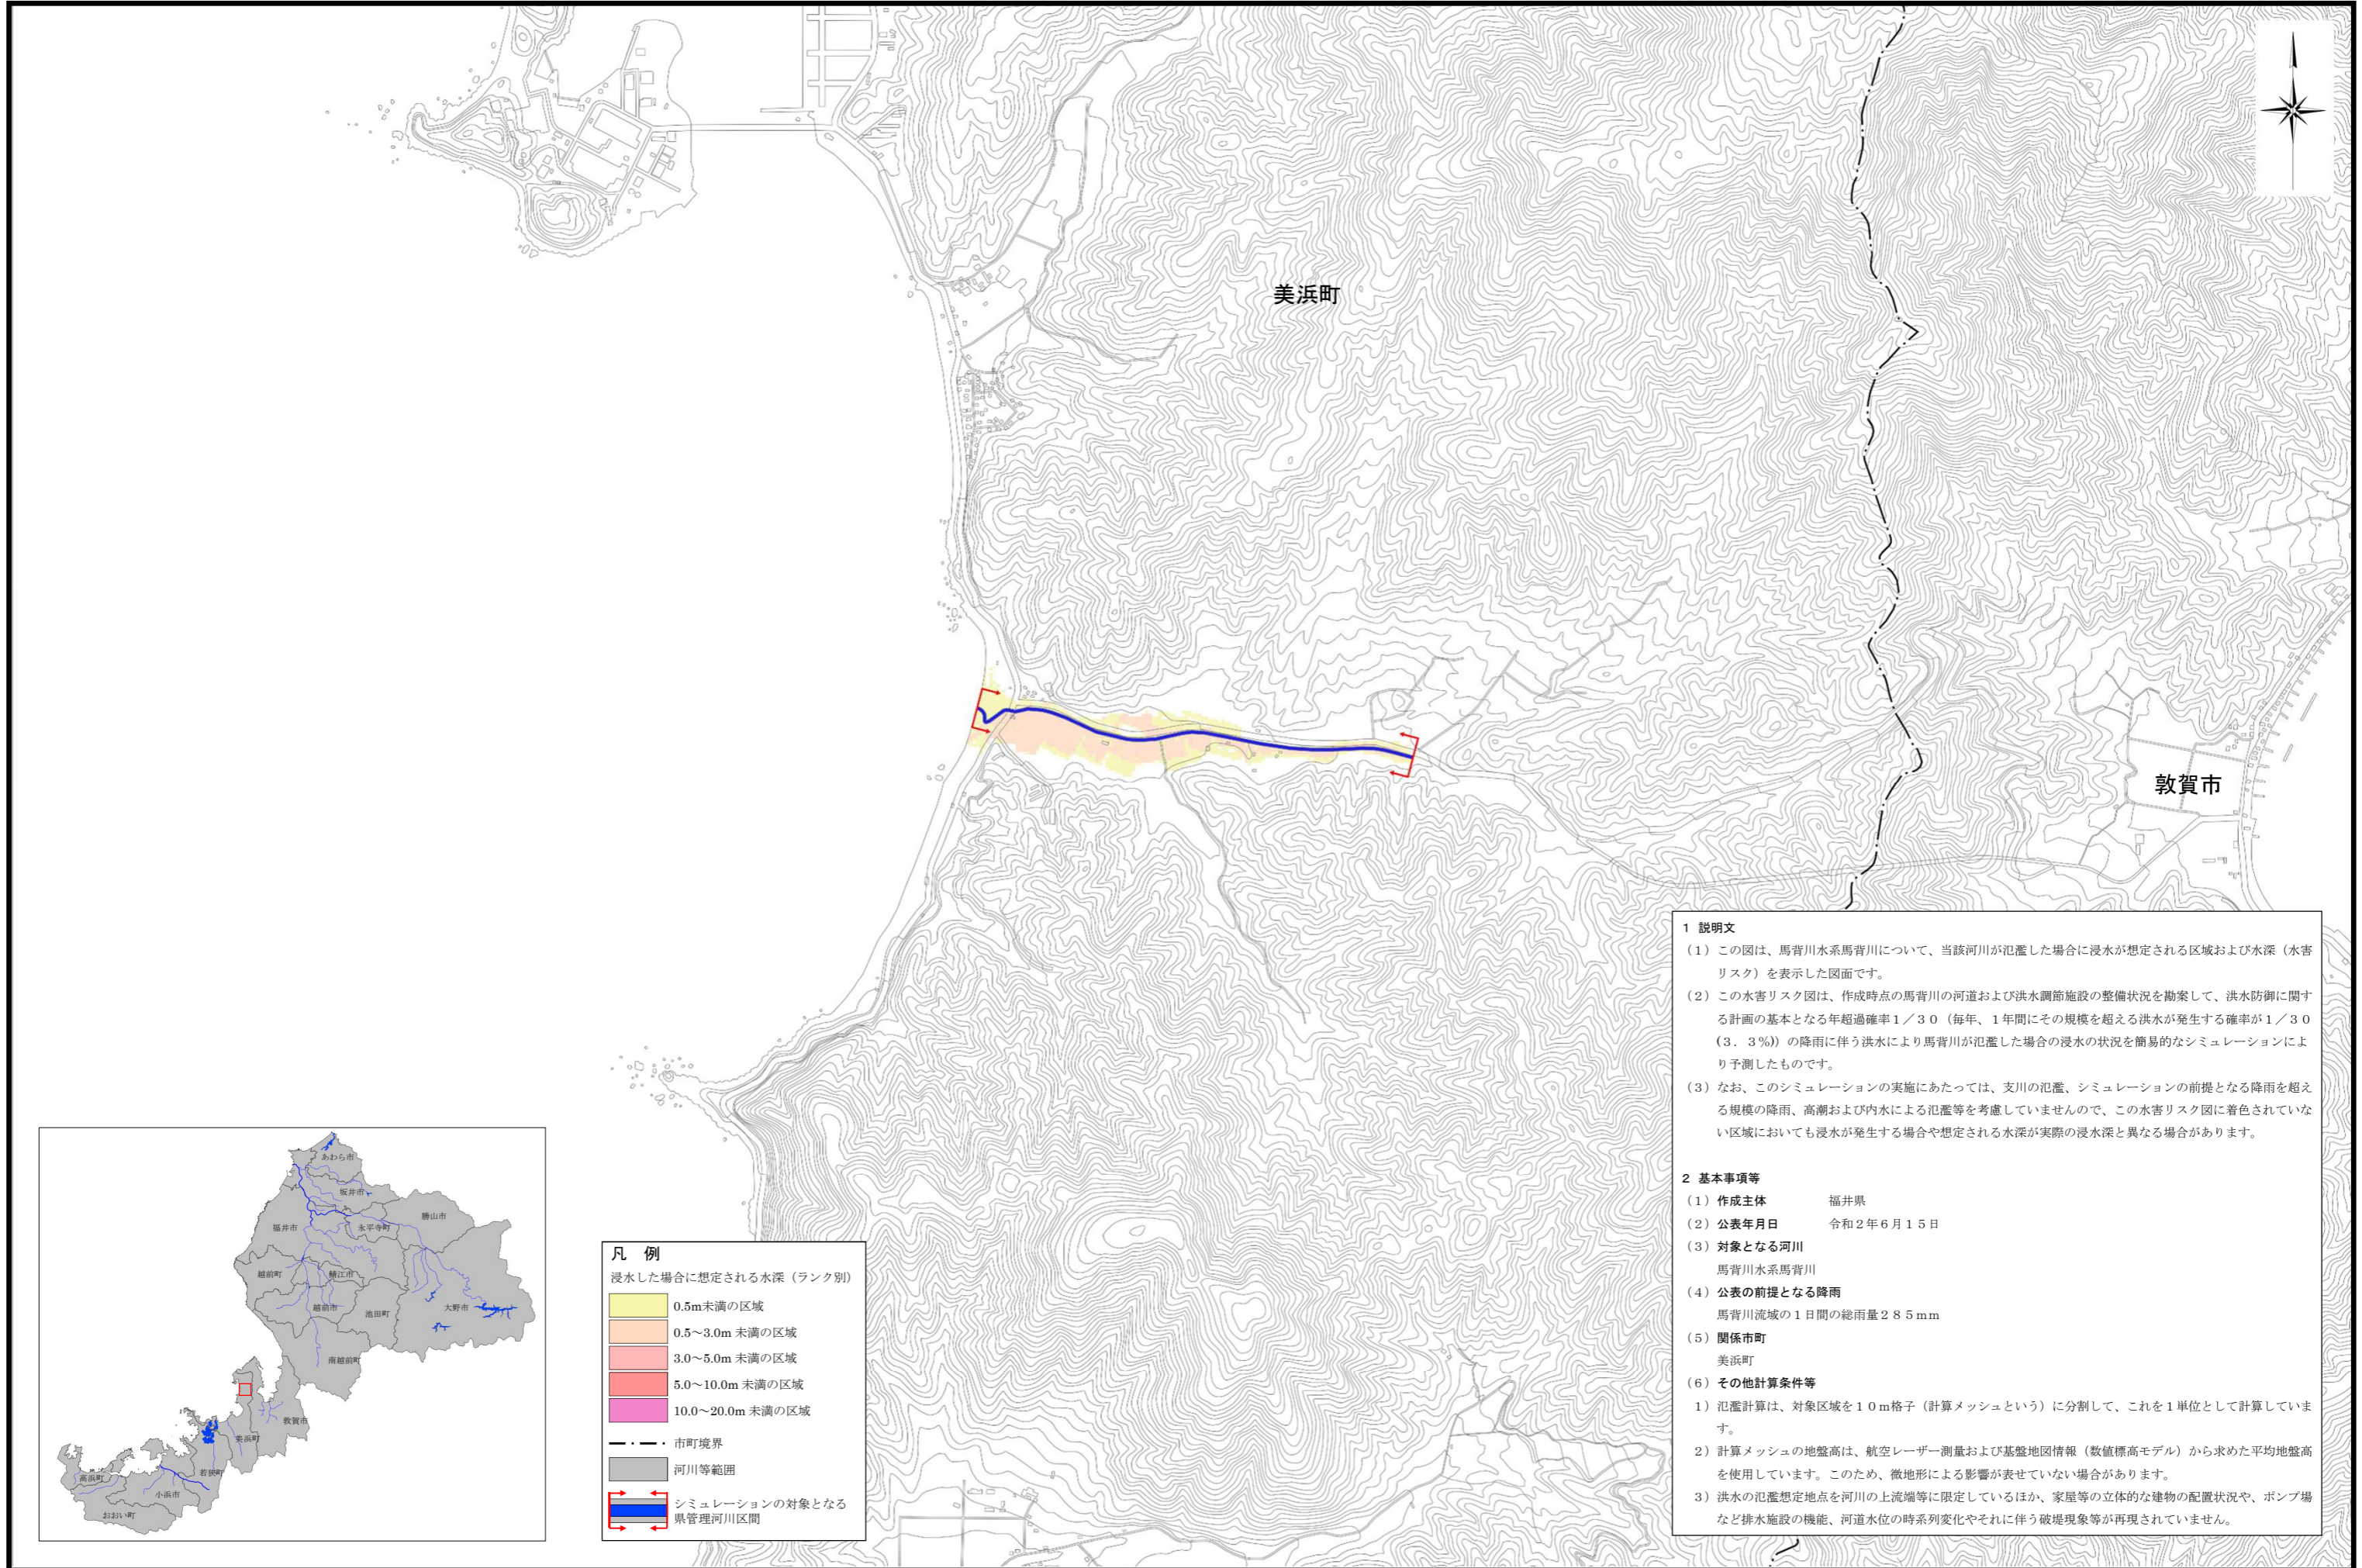 美浜町
敦賀市
1 説明文
（1）この図は、馬背川水系馬背川について、当該河川が氾濫した場合に浸水が想定される区域および水深（水害
リスク）を表示した図面です。
（2）この水害リスク図は、作成時点の馬背川の河道および洪水調節施設の整備状況を勘案して、洪水防御に関す
る計画の基本となる年超過確率１／３０（毎年、１年間にその規模を超える洪水が発生する確率が１／３０
(３．３%)）の降雨に伴う洪水により馬背川が氾濫した場合の浸水の状況を簡易的なシミュレーションによ
り予測したものです。
（3）なお、このシミュレーションの実施にあたっては、支川の氾濫、シミュレーションの前提となる降雨を超え
る規模の降雨、高潮および内水による氾濫等を考慮していませんので、この水害リスク図に着色されていな
い区域においても浸水が発生する場合や想定される水深が実際の浸水深と異なる場合があります。
2 基本事項等
（1）作成主体 福井県
（2）公表年月日 令和２年６月１５日
（3）対象となる河川
馬背川水系馬背川
（4）公表の前提となる降雨
馬背川流域の１日間の総雨量２８５mm
（5）関係市町
美浜町
（6）その他計算条件等
1）氾濫計算は、対象区域を１０ｍ格子（計算メッシュという）に分割して、これを１単位として計算していま
す。
2）計算メッシュの地盤高は、航空レーザー測量および基盤地図情報（数値標高モデル）から求めた平均地盤高
を使用しています。このため、微地形による影響が表せていない場合があります。
3）洪水の氾濫想定地点を河川の上流端等に限定しているほか、家屋等の立体的な建物の配置状況や、ポンプ場
など排水施設の機能、河道水位の時系列変化やそれに伴う破堤現象等が再現されていません。
凡 例
浸水した場合に想定される水深（ランク別）
0.5m未満の区域
0.5～3.0m 未満の区域
3.0～5.0m 未満の区域
5.0～10.0m 未満の区域
10.0～20.0m 未満の区域
市町境界
河川等範囲
シミュレーションの対象となる
県管理河川区間
あわら市
坂井市
勝山市
福井市
永平寺町
越前町
鯖江市
越前市
池田町
大野市
南越前町
敦賀市
美浜町
若狭町
高浜町
小浜市
おおい町